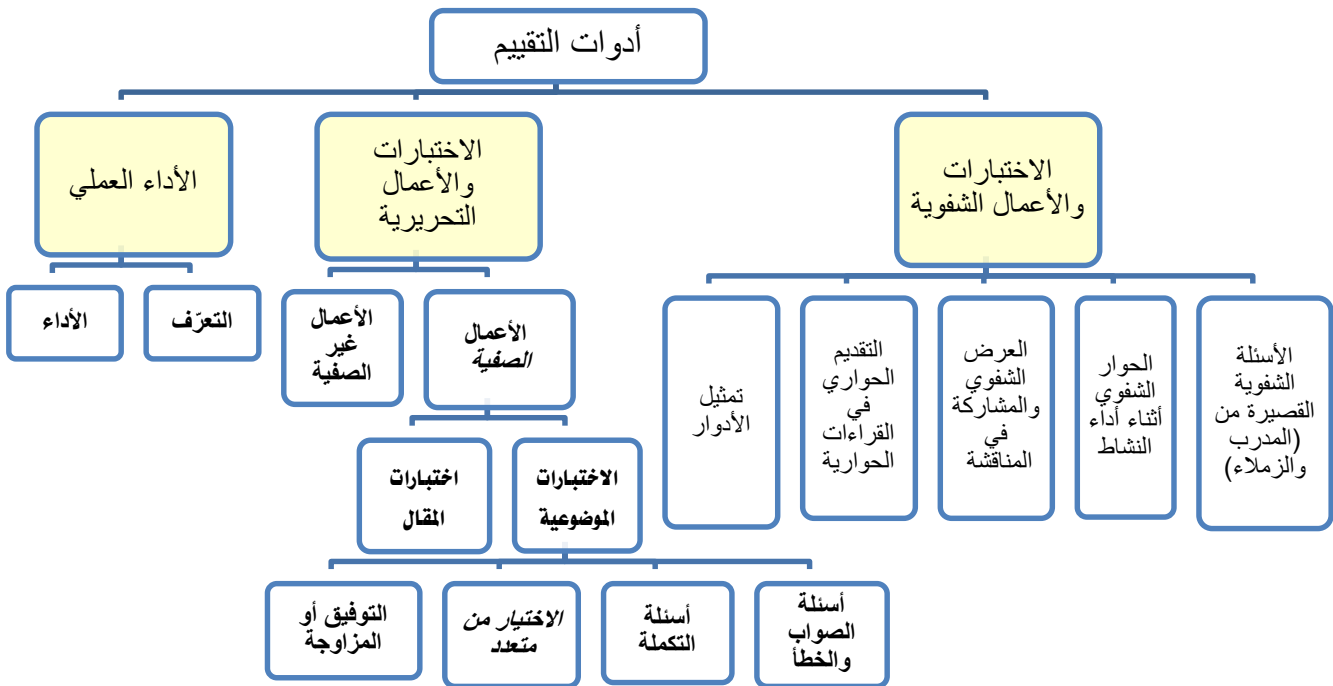 أدوات التقييم
الاختبارات
والأعمال الشفوية
الاختبارات
والأعمال
التحريرية
الأداء العملي
الأسئلة
الشفوية
القصيرة من
(المدرب
والزملاء)
الحوار
الشفوي
أثناء أداء
النشاط
العرض
الشفوي
والمشاركة
في
المناقشة
التقديم
الحواري
في
القراءات
الحوارية
تمثيل
الأدوار
الأعمال
الصفية
الأعمال
غير
الصفية
التعرّف
الأداء
الاختبارات
الموضوعية
اختبارات
المقال
أسئلة
الصواب
والخطأ
أسئلة
التكملة
الاختيار من
متعدد
التوفيق أو
المزاوجة